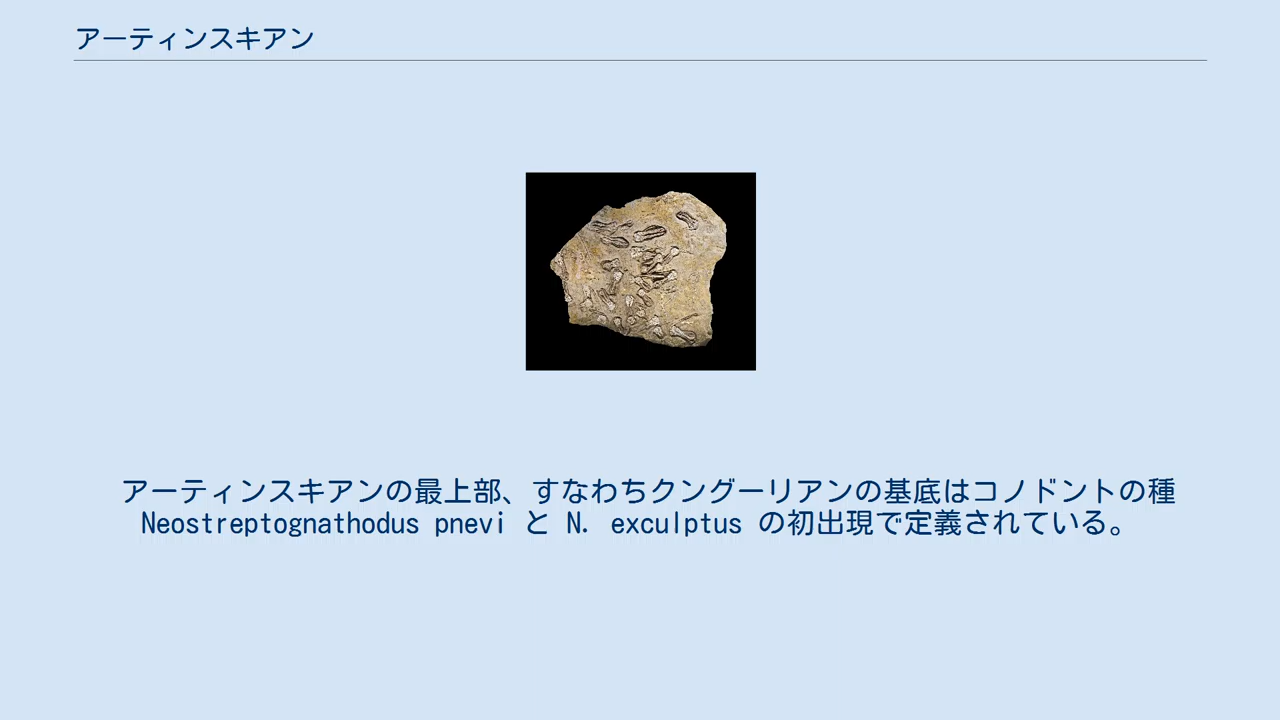 アーティンスキアン
アーティンスキアンの最上部、すなわちクングーリアンの基底はコノドントの種
Neostreptognathodus pnevi と N. exculptus の初出現で定義されている。